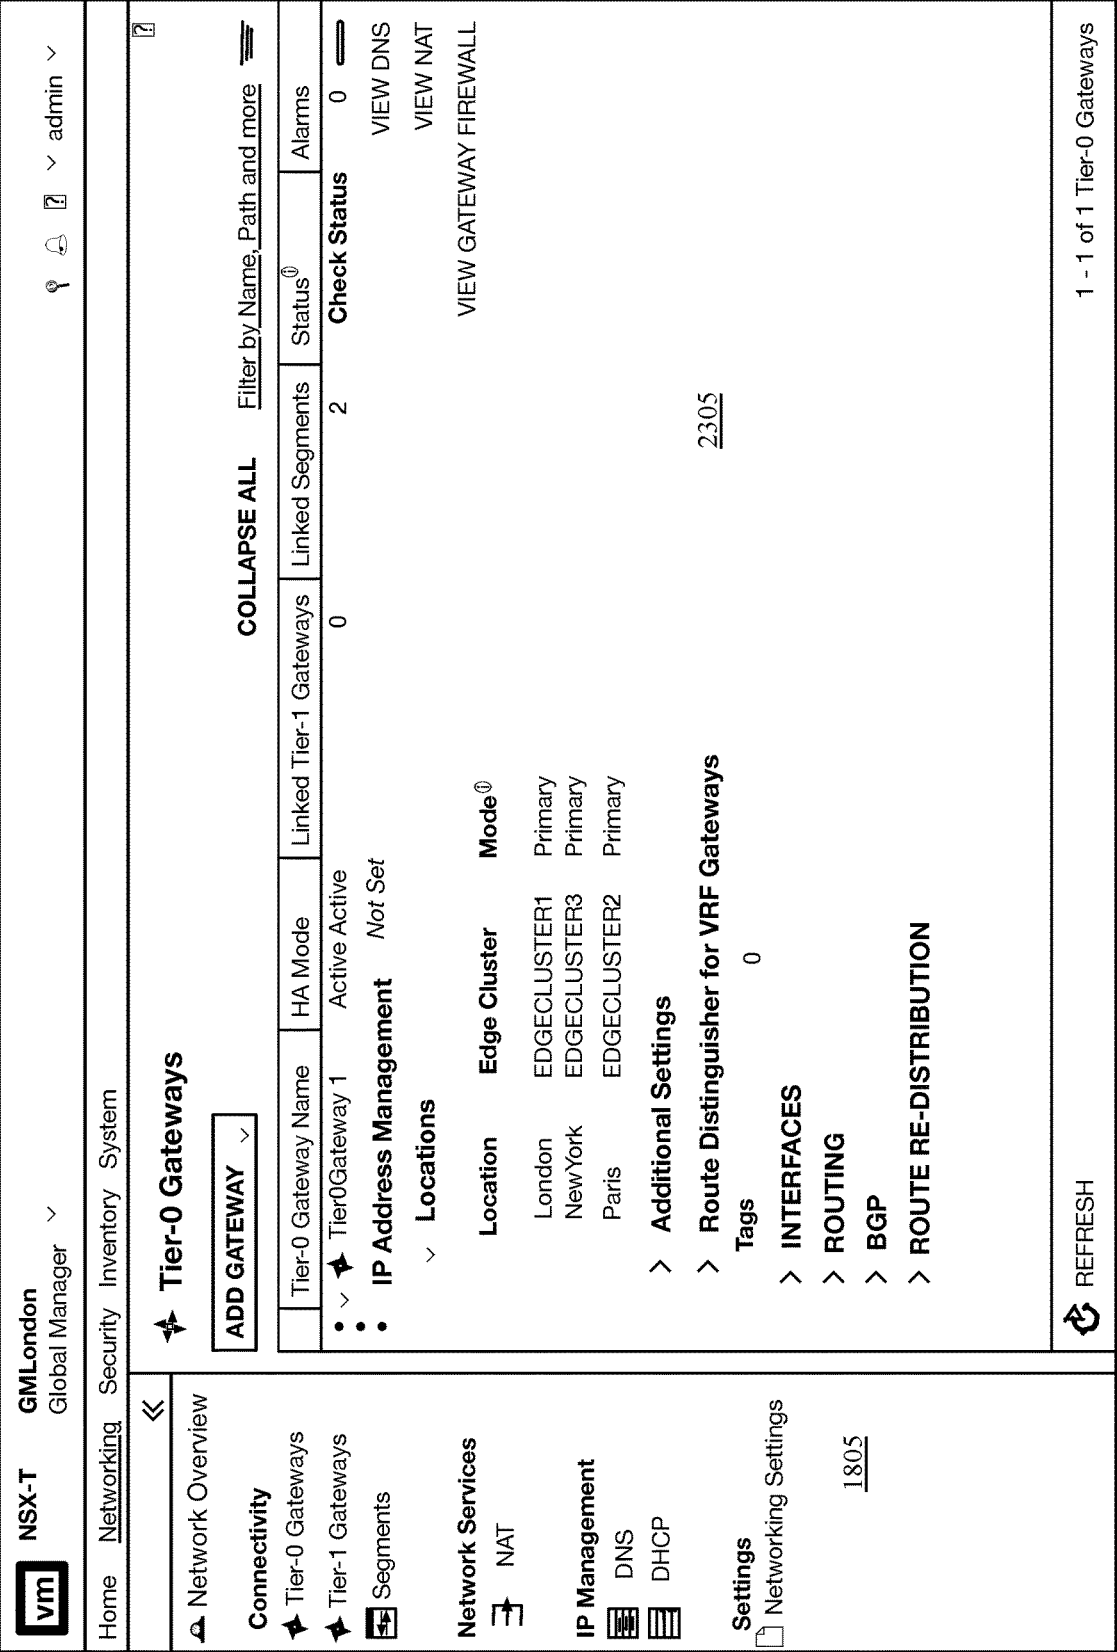 vm NSX-T GMLondon
Global Manager
admin
Home Networking Security Inventory System
Network Overview
Connectivity
Tier-0 Gateways
Tier-1 Gateways
Segments
Network Services
NAT
IP Management
DNS
DHCP
Settings
Networking Settings
1805
Tier-0 Gateways
ADD GATEWAY COLLAPSE ALL Filter by Name, Path and more
Tier-0 Gateway Name HA Mode Linked Tier-1 Gateways Linked Segments Status Alarms
Tier0Gateway 1 Active Active 0 2 Check Status 0
IP Address Management Not Set VIEW DNS
Locations VIEW NAT
VIEW GATEWAY FIREWALL
Location Edge Cluster Mode
London EDGECLUSTER1 Primary
NewYork EDGECLUSTER3 Primary
Paris EDGECLUSTER2 Primary
> Additional Settings
> Route Distinguisher for VRF Gateways 2305
Tags 0
> INTERFACES
> ROUTING
> BGP
> ROUTE RE-DISTRIBUTION
REFRESH 1 - 1 of 1 Tier-0 Gateways